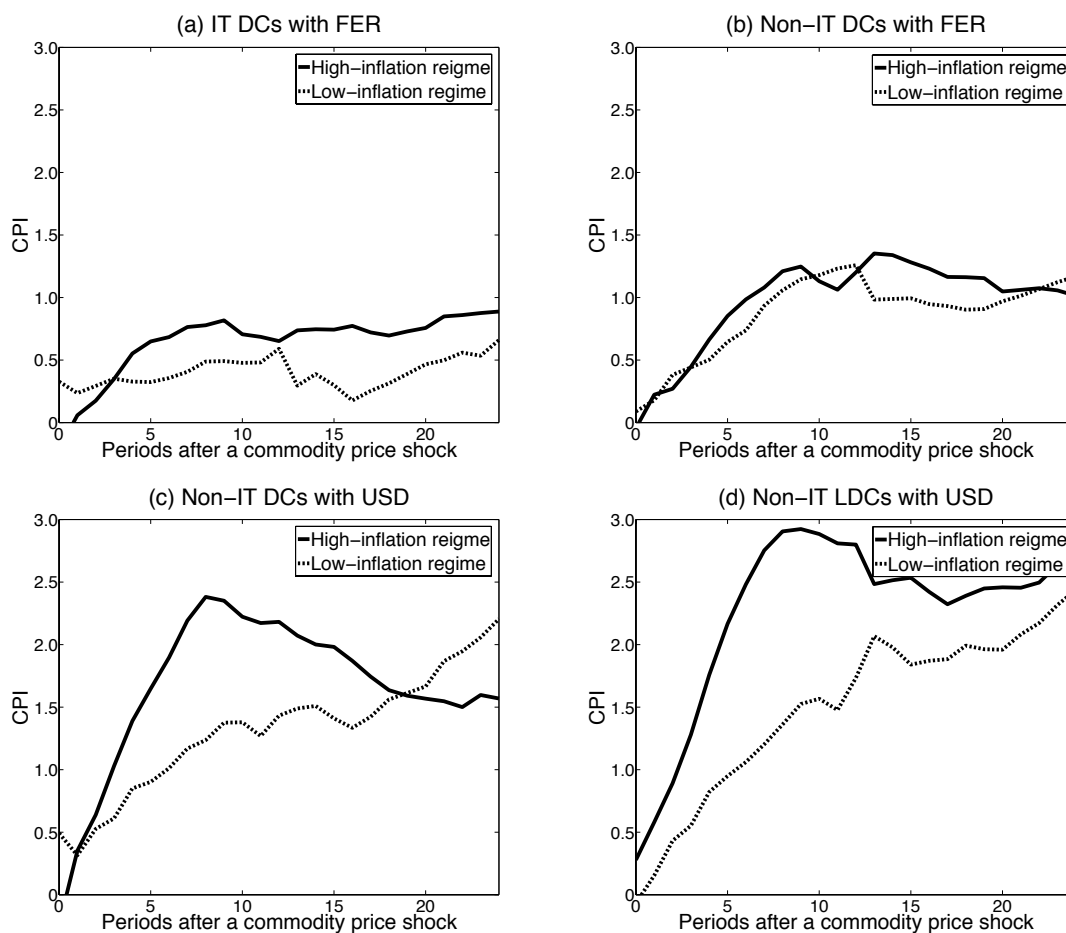 (a) IT DCs with FER
3.0
2.5
2.0
1.5
1.0
0.5
0
0 5 10 15 20
CPI
Periods after a commodity price shock
High−inflation reigme
Low−inflation regime
(b) Non−IT DCs with FER
3.0
2.5
2.0
1.5
1.0
0.5
0
0 5 10 15 20
CPI
Periods after a commodity price shock
High−inflation reigme
Low−inflation regime
(c) Non−IT DCs with USD
3.0
2.5
2.0
1.5
1.0
0.5
0
0 5 10 15 20
CPI
Periods after a commodity price shock
High−inflation reigme
Low−inflation regime
(d) Non−IT LDCs with USD
3.0
2.5
2.0
1.5
1.0
0.5
0
0 5 10 15 20
CPI
Periods after a commodity price shock
High−inflation reigme
Low−inflation regime